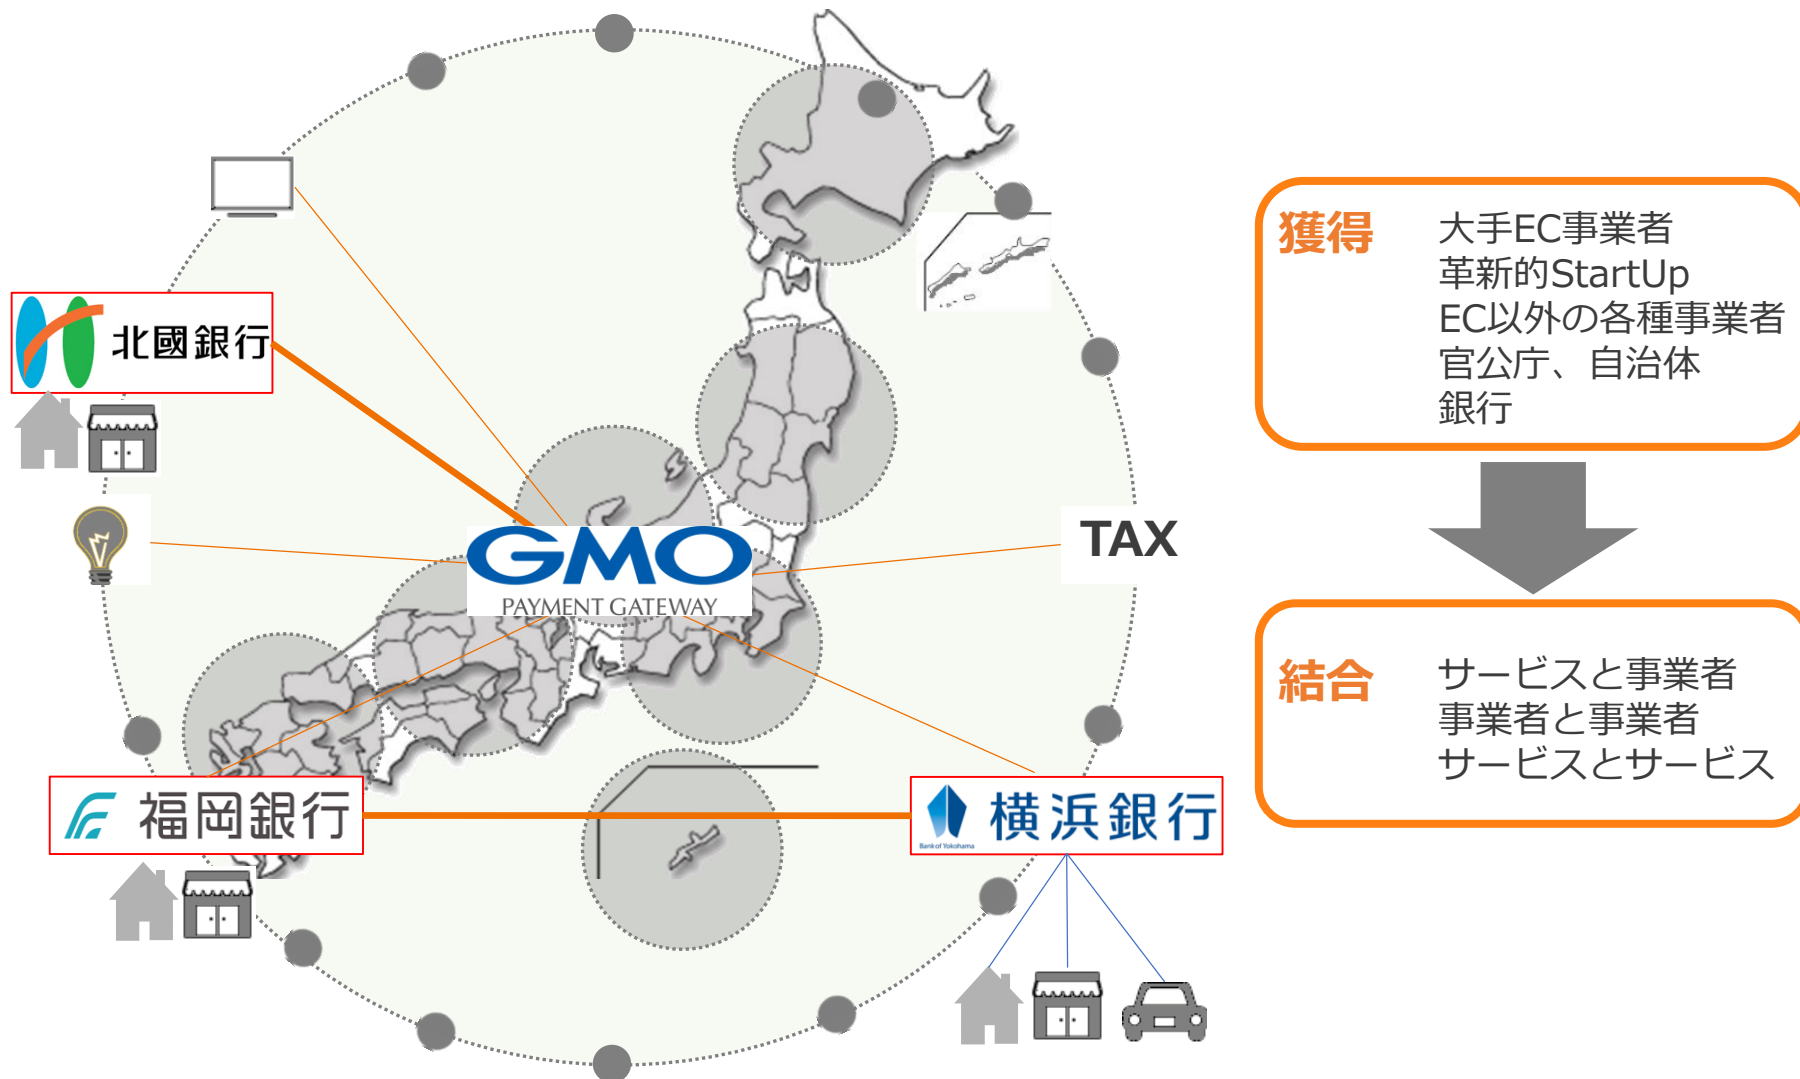 北國銀行
GMO
PAYMENT GATEWAY
TAX
福岡銀行
横浜銀行
Bank of Yokohama
獲得
大手EC事業者
革新的StartUp
EC以外の各種事業者
官公庁、自治体
銀行
結合
サービスと事業者
事業者と事業者
サービスとサービス